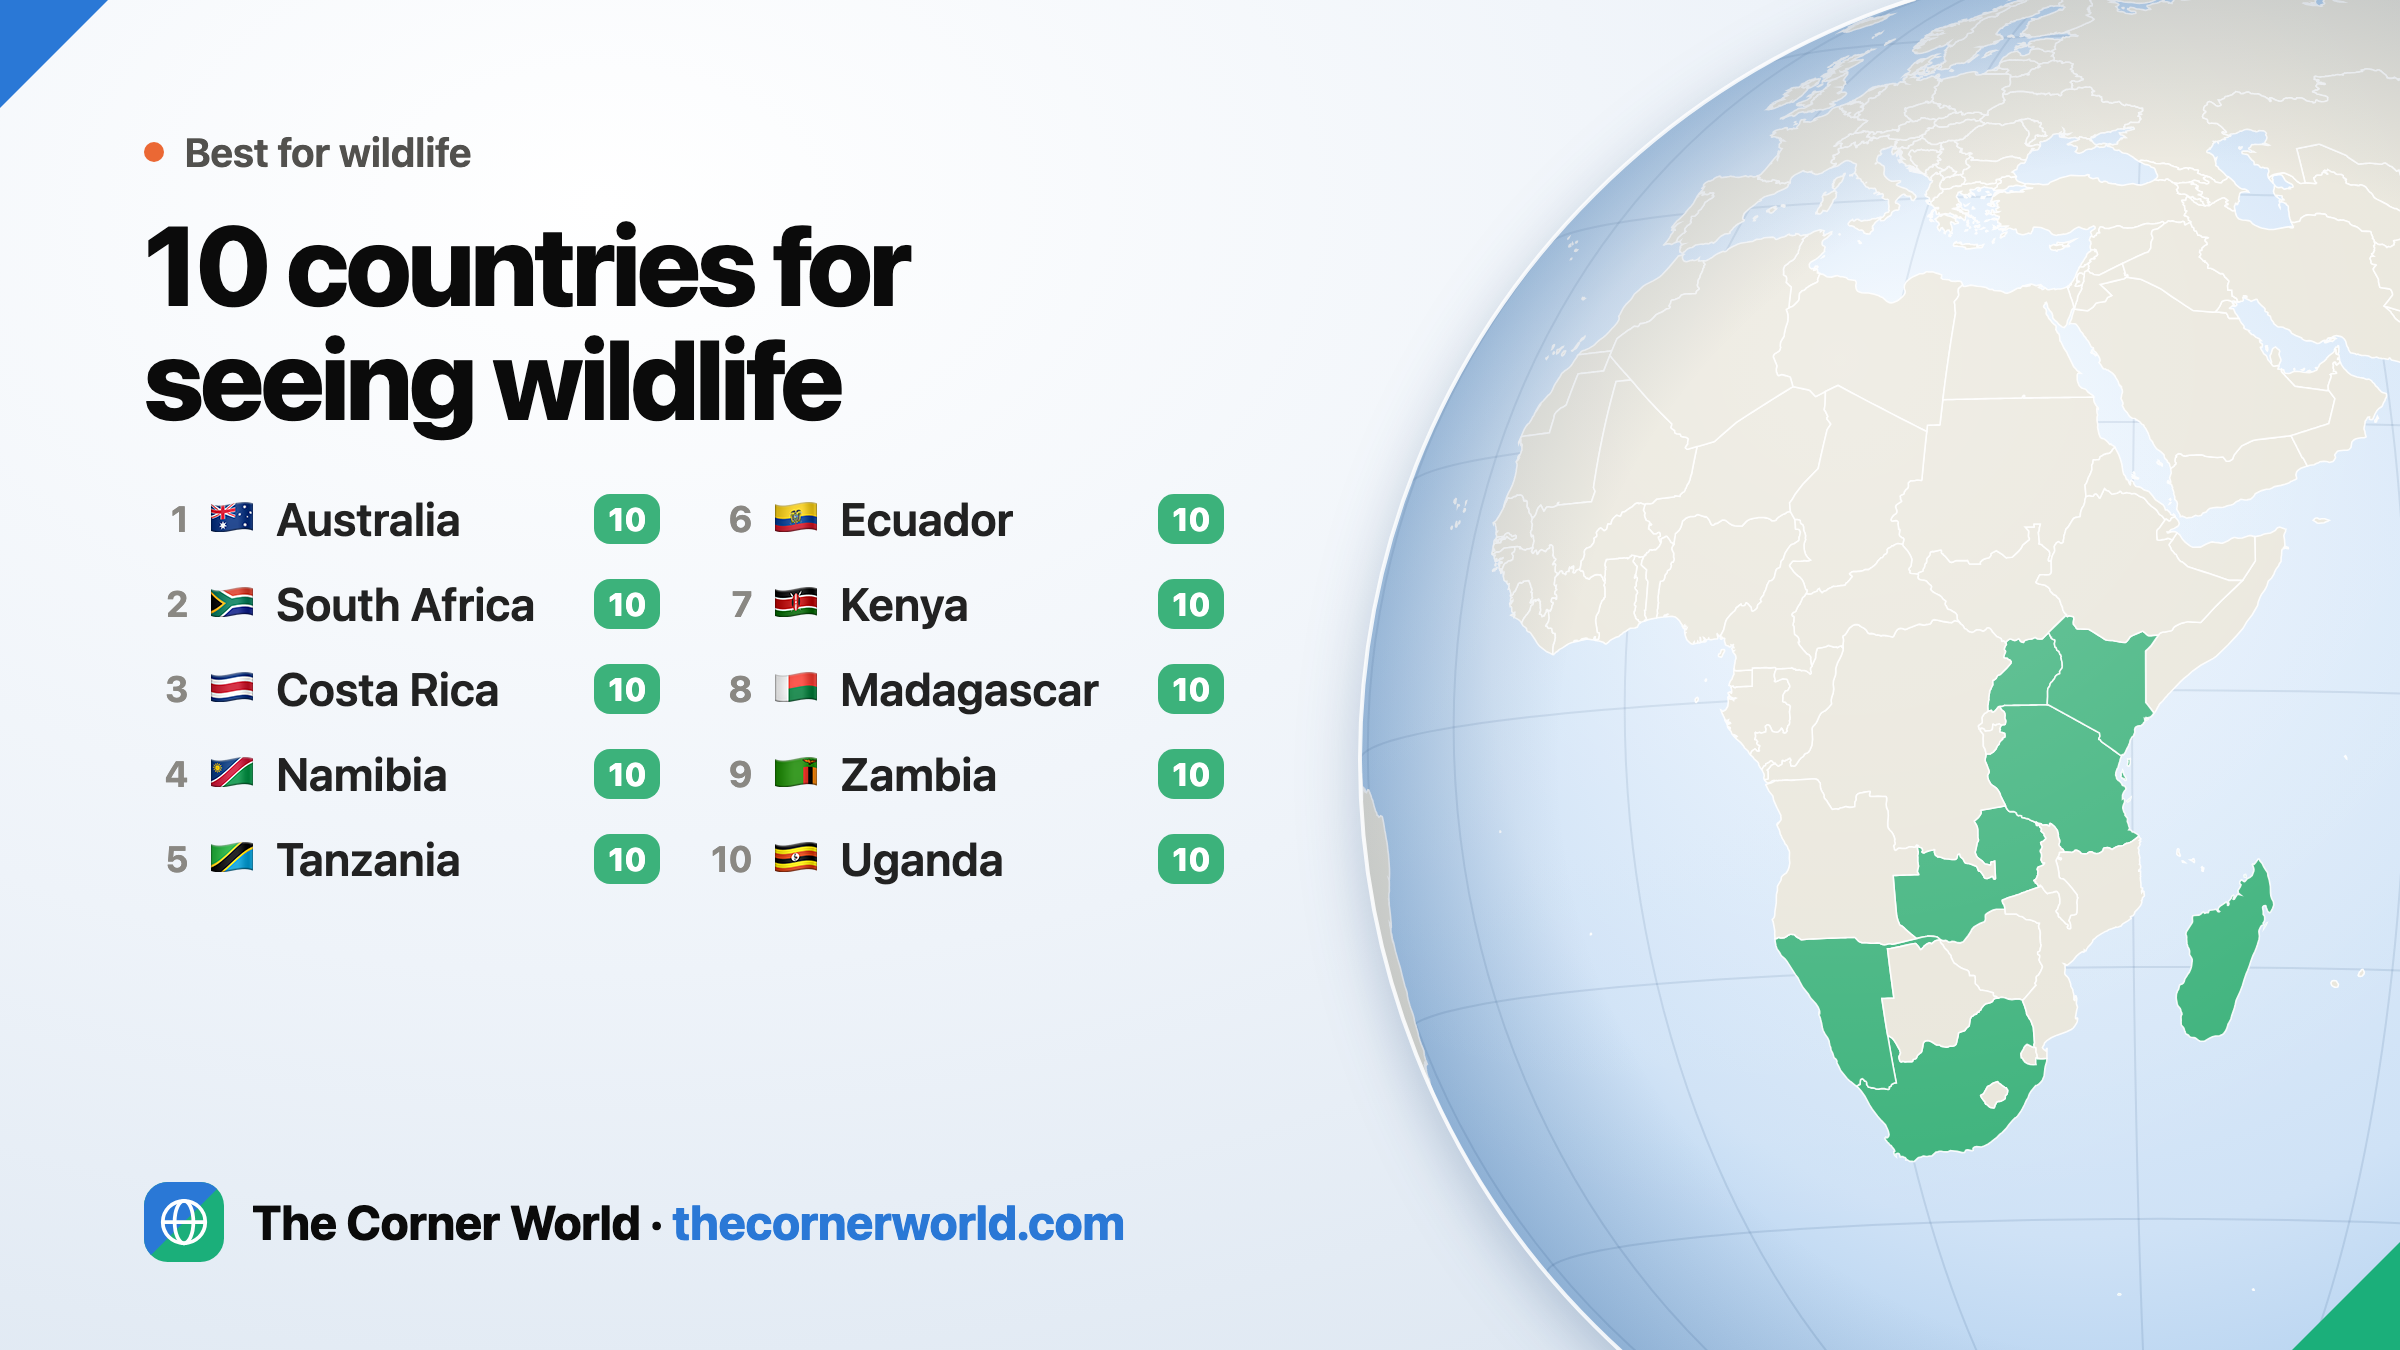 Best for wildlife
10 countries for
seeing wildlife
1 Australia 10
2 South Africa 10
3 Costa Rica 10
4 Namibia 10
5 Tanzania 10
6 Ecuador 10
7 Kenya 10
8 Madagascar 10
9 Zambia 10
10 Uganda 10
The Corner World · thecornerworld.com